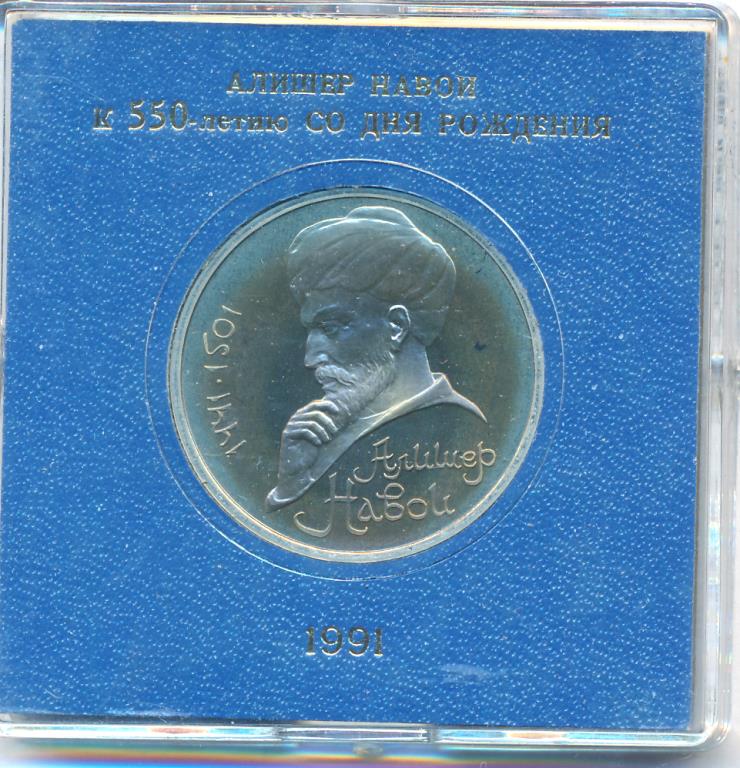 АЛИШЕР НАВОИ
К 550-летию СО ДНЯ РОЖДЕНИЯ
1441·1501
Алишер
Навои
1991